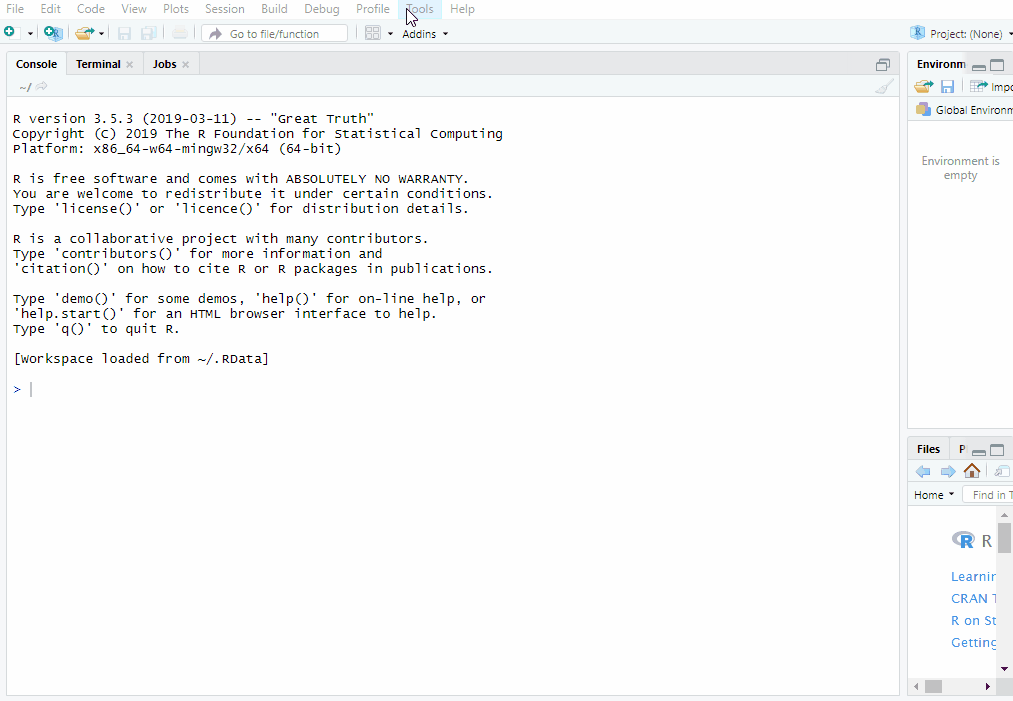 File Edit Code View Plots Session Build Debug Profile Tools Help
Go to file/function
Addins
Project: (None)
Console Terminal Jobs
~/
R version 3.5.3 (2019-03-11) -- "Great Truth"
Copyright (C) 2019 The R Foundation for Statistical Computing
Platform: x86_64-w64-mingw32/x64 (64-bit)
R is free software and comes with ABSOLUTELY NO WARRANTY.
You are welcome to redistribute it under certain conditions.
Type 'license()' or 'licence()' for distribution details.
R is a collaborative project with many contributors.
Type 'contributors()' for more information and
'citation()' on how to cite R or R packages in publications.
Type 'demo()' for some demos, 'help()' for on-line help, or
'help.start()' for an HTML browser interface to help.
Type 'q()' to quit R.
[Workspace loaded from ~/.RData]
>
Environm
Impo
Global Environm
Environment is
empty
Files P
Home Find in T
R
Learnin
CRAN T
R on St
Getting